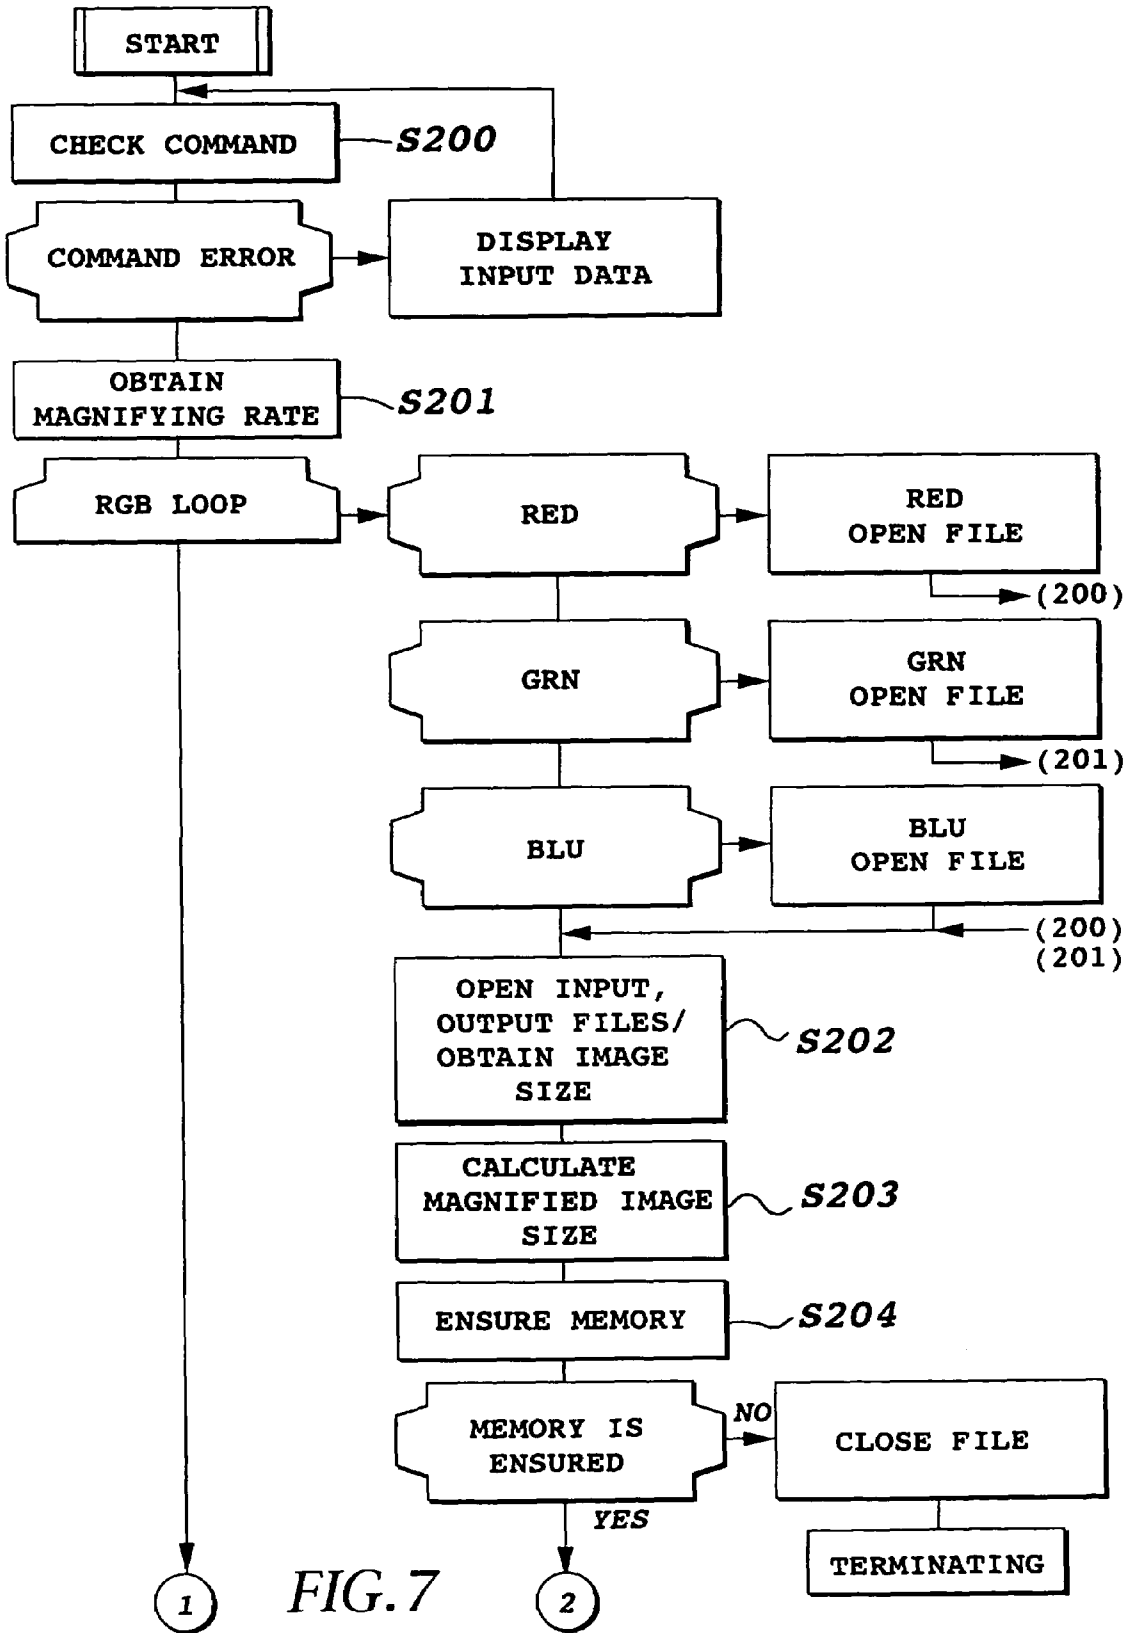 START
CHECK COMMAND
S200
COMMAND ERROR
DISPLAY
INPUT DATA
OBTAIN
MAGNIFYING RATE
S201
RGB LOOP
RED
RED
OPEN FILE
(200)
GRN
GRN
OPEN FILE
(201)
BLU
BLU
OPEN FILE
(200)
(201)
OPEN INPUT,
OUTPUT FILES/
OBTAIN IMAGE
SIZE
S202
CALCULATE
MAGNIFIED IMAGE
SIZE
S203
ENSURE MEMORY
S204
MEMORY IS
ENSURED
NO
CLOSE FILE
YES
TERMINATING
1
FIG. 7
2